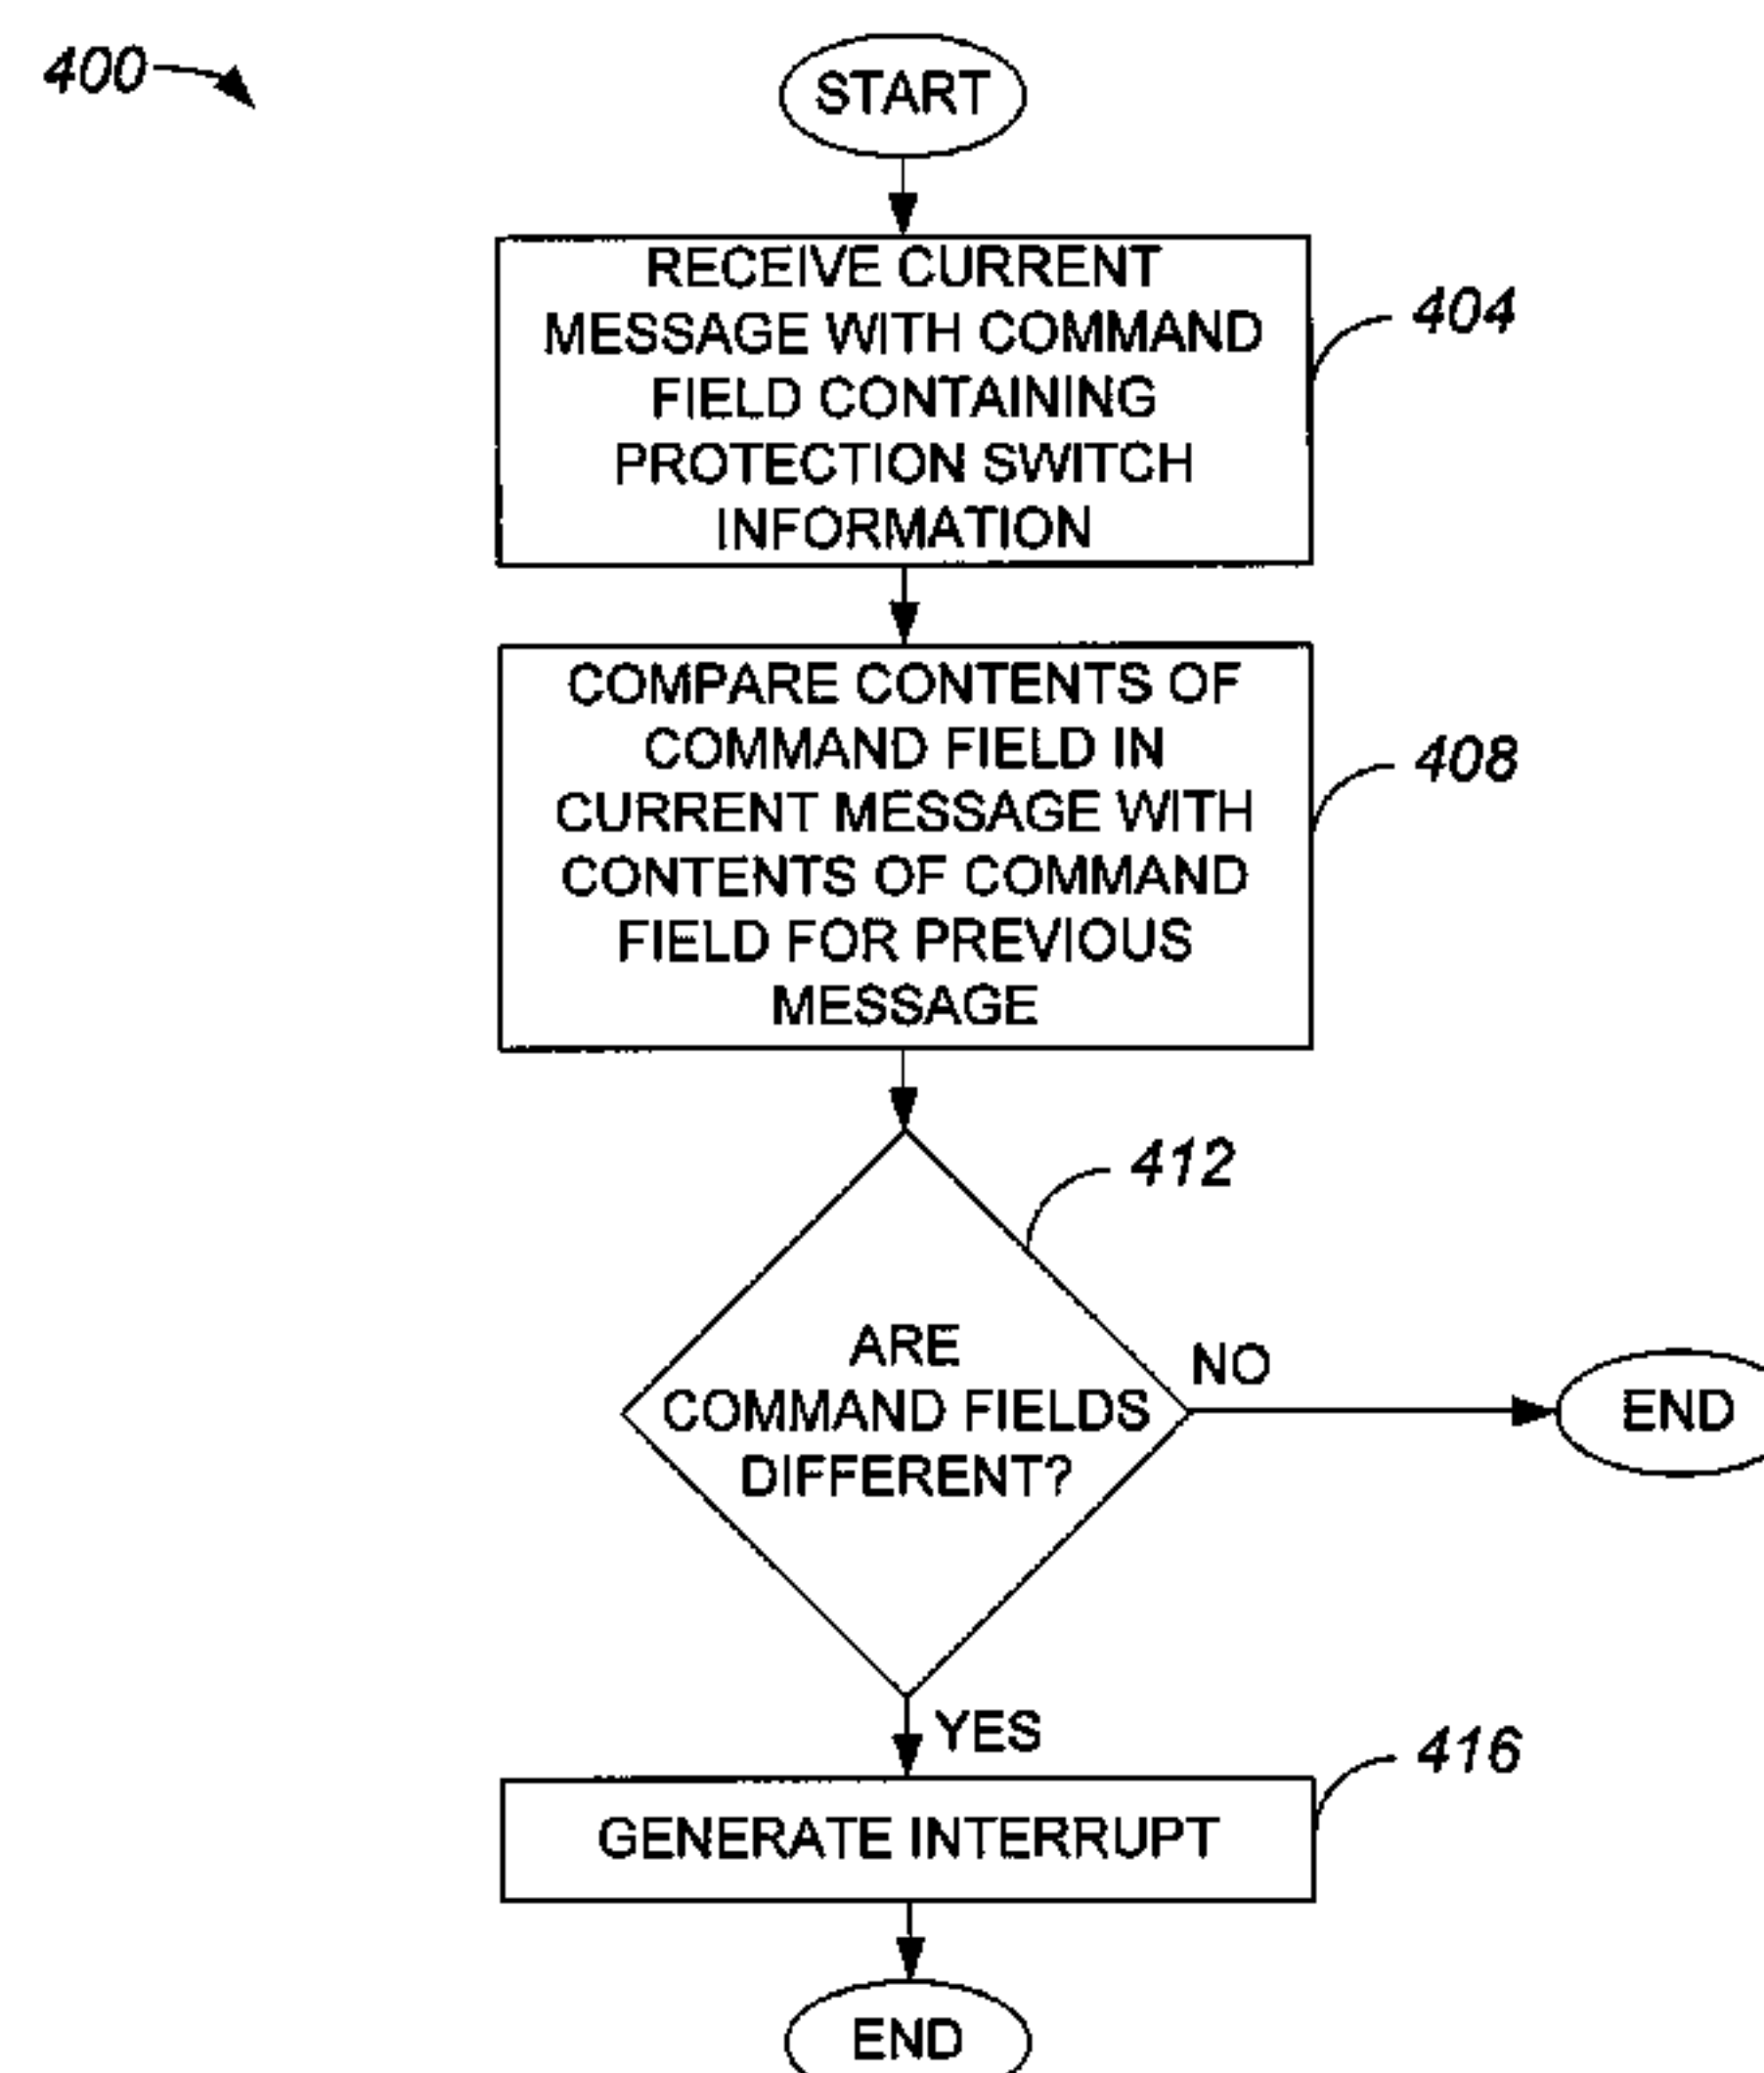 400
START
RECEIVE CURRENT
MESSAGE WITH COMMAND
FIELD CONTAINING
PROTECTION SWITCH
INFORMATION
404
COMPARE CONTENTS OF
COMMAND FIELD IN
CURRENT MESSAGE WITH
CONTENTS OF COMMAND
FIELD FOR PREVIOUS
MESSAGE
408
412
ARE
COMMAND FIELDS
DIFFERENT?
NO
END
YES
GENERATE INTERRUPT
416
END